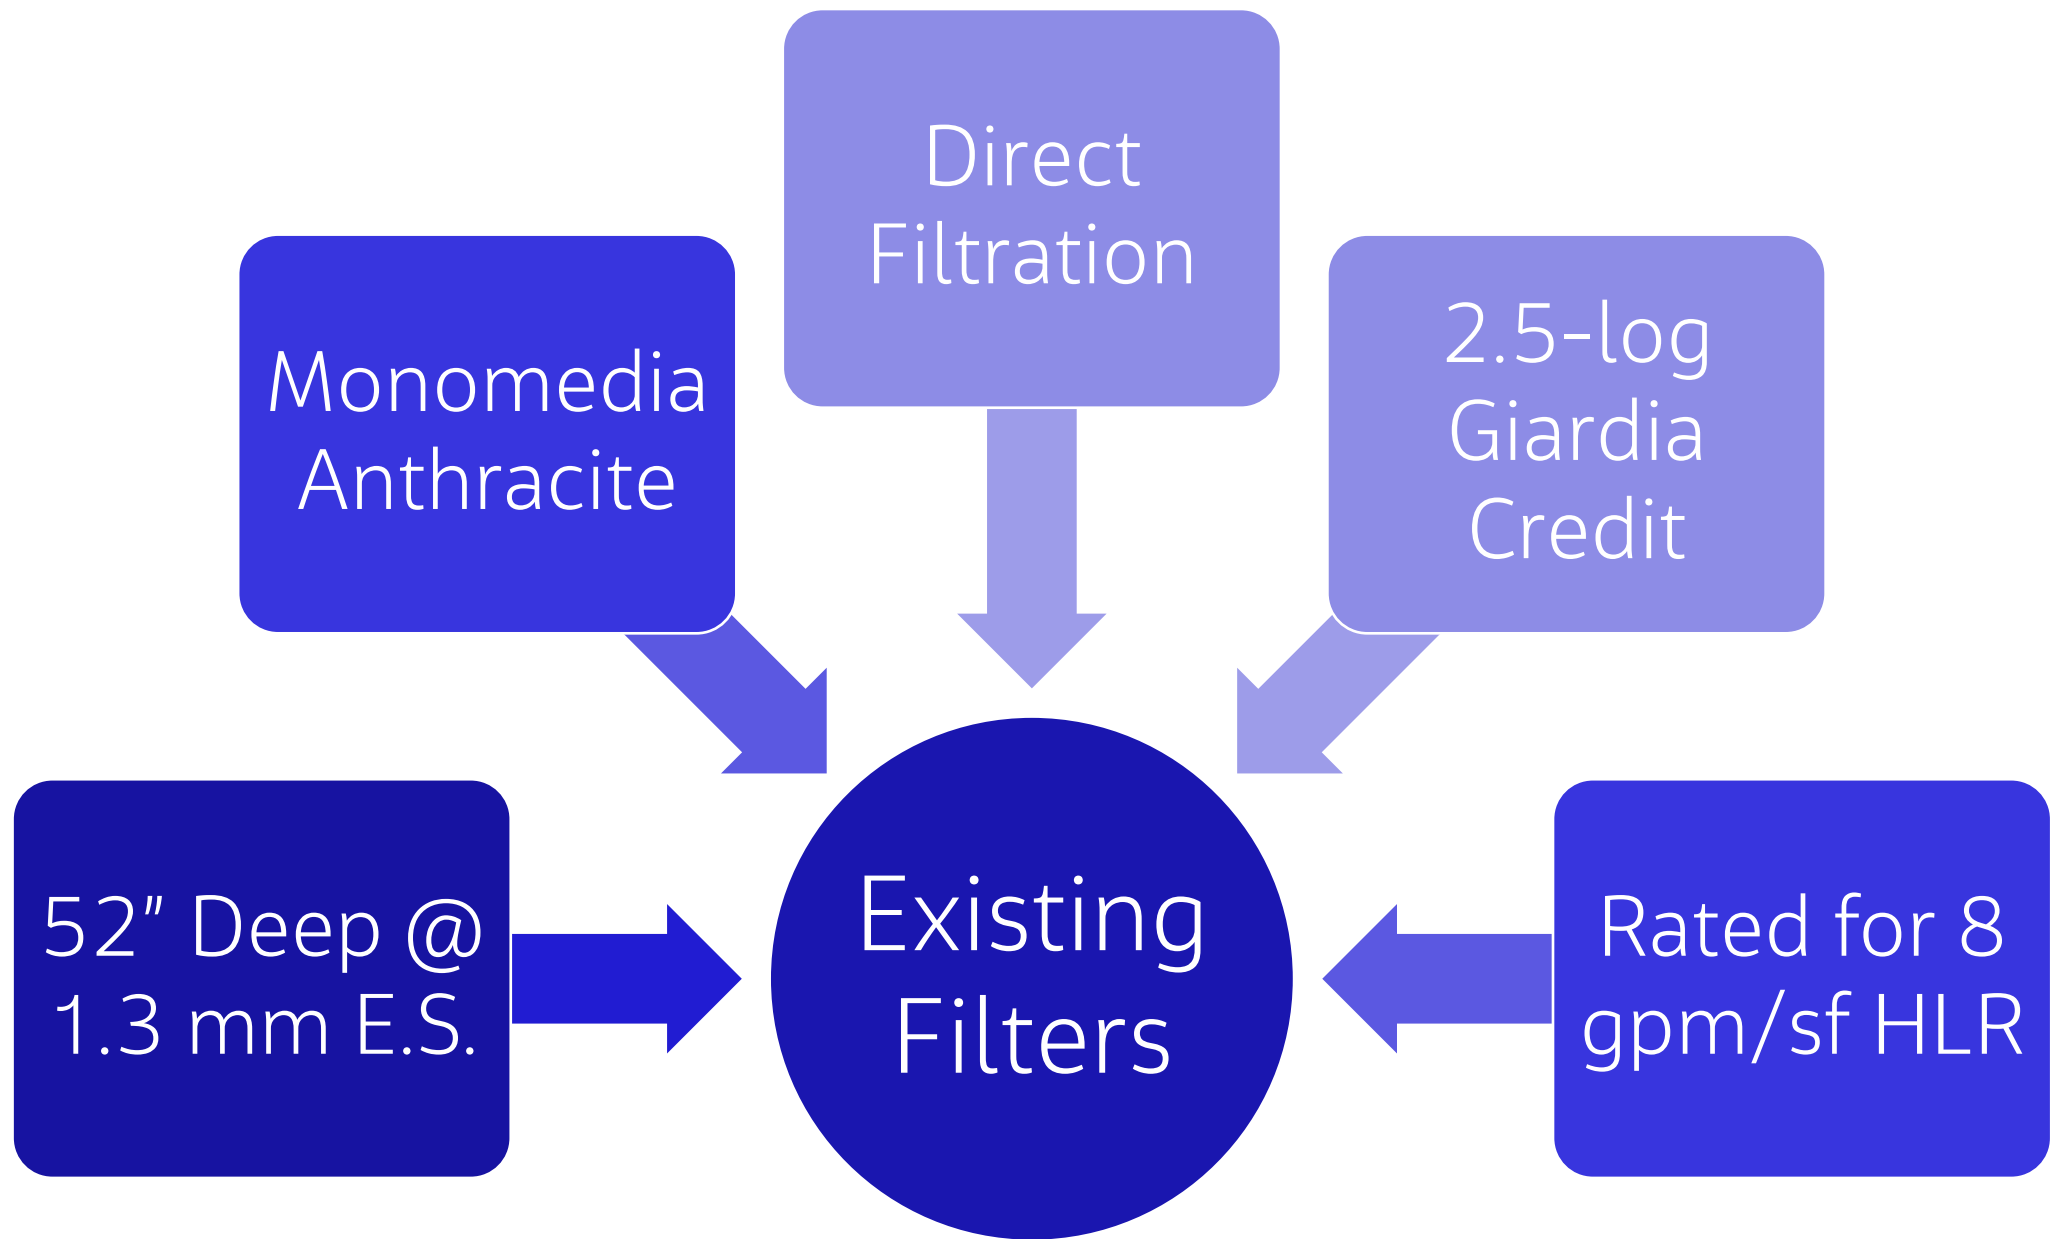 52” Deep @
1.3 mm E.S.
Monomedia
Anthracite
Direct
Filtration
2.5-log
Giardia
Credit
Rated for 8
gpm/sf HLR
Existing
Filters